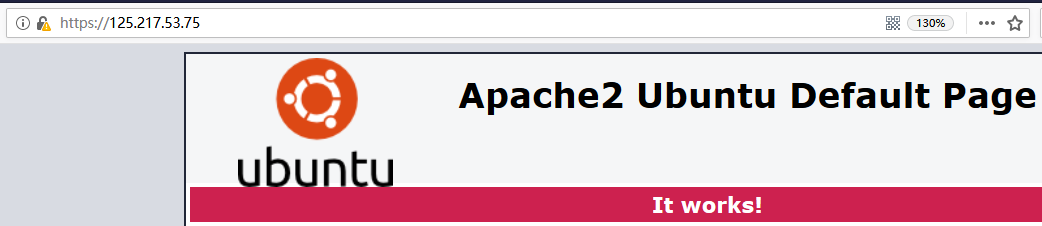 https://125.217.53.75
130%
Apache2 Ubuntu Default Page
ubuntu
It works!